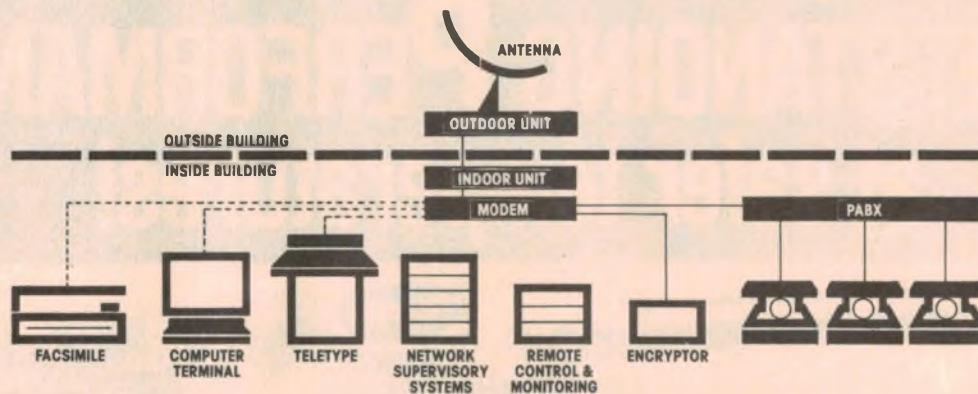 ANTENNA
OUTDOOR UNIT
OUTSIDE BUILDING
INSIDE BUILDING
INDOOR UNIT
MODEM
PABX
FACSIMILE
COMPUTER
TERMINAL
TELETYPE
NETWORK
SUPERVISORY
SYSTEMS
REMOTE
CONTROL &
MONITORING
ENCRYPTOR